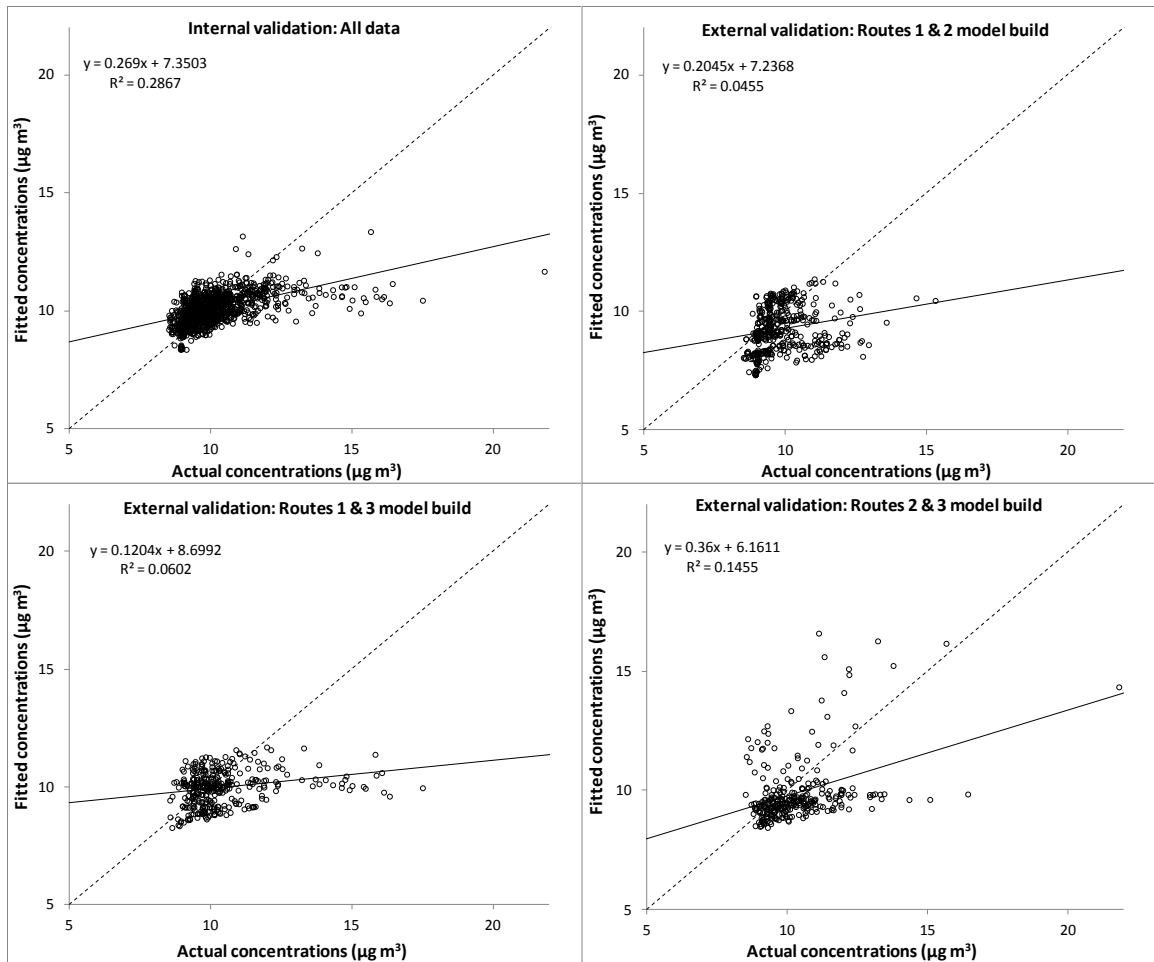 Internal validation: All data
y = 0.269x + 7.3503
R² = 0.2867
Fitted concentrations (µg m³)
20
15
10
5
5 10 15 20
Actual concentrations (µg m³)
External validation: Routes 1 & 2 model build
y = 0.2045x + 7.2368
R² = 0.0455
Fitted concentrations (µg m³)
20
15
10
5
5 10 15 20
Actual concentrations (µg m³)
External validation: Routes 1 & 3 model build
y = 0.1204x + 8.6992
R² = 0.0602
Fitted concentrations (µg m³)
20
15
10
5
5 10 15 20
Actual concentrations (µg m³)
External validation: Routes 2 & 3 model build
y = 0.36x + 6.1611
R² = 0.1455
Fitted concentrations (µg m³)
20
15
10
5
5 10 15 20
Actual concentrations (µg m³)